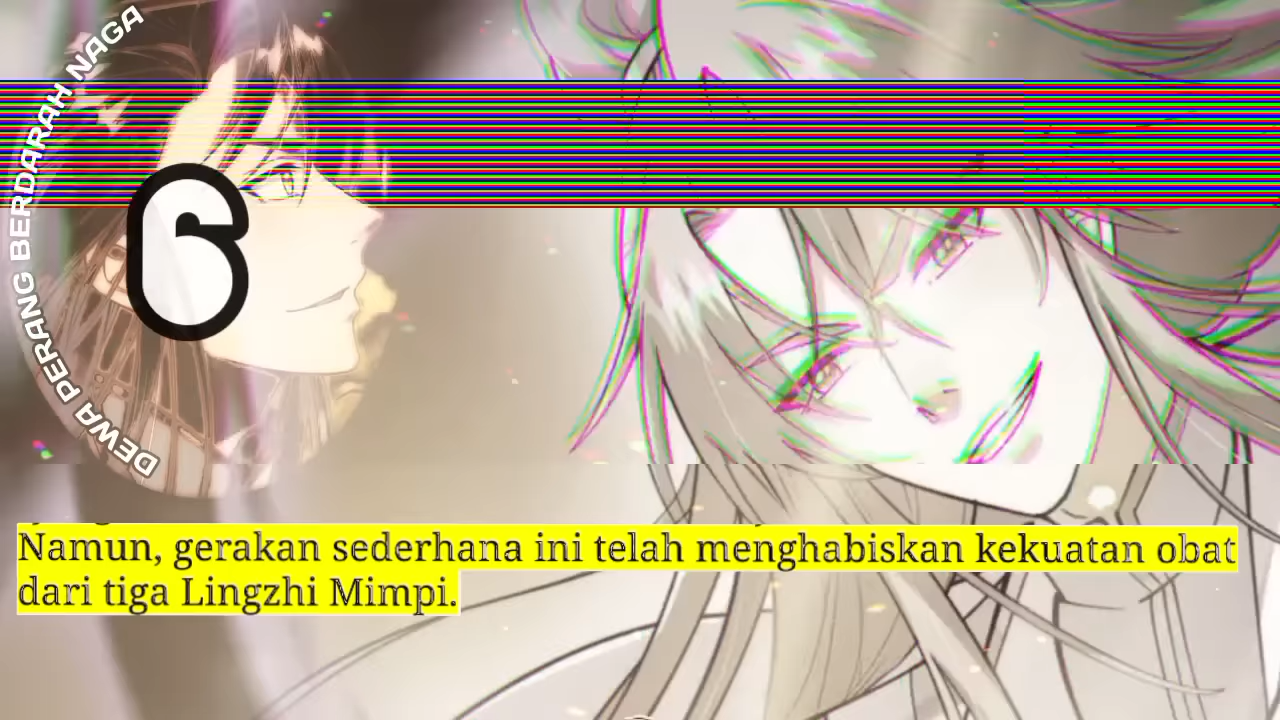 DEWA PERANG BERDARAH NAGA
6
Namun, gerakan sederhana ini telah menghabiskan kekuatan obat
dari tiga Lingzhi Mimpi.